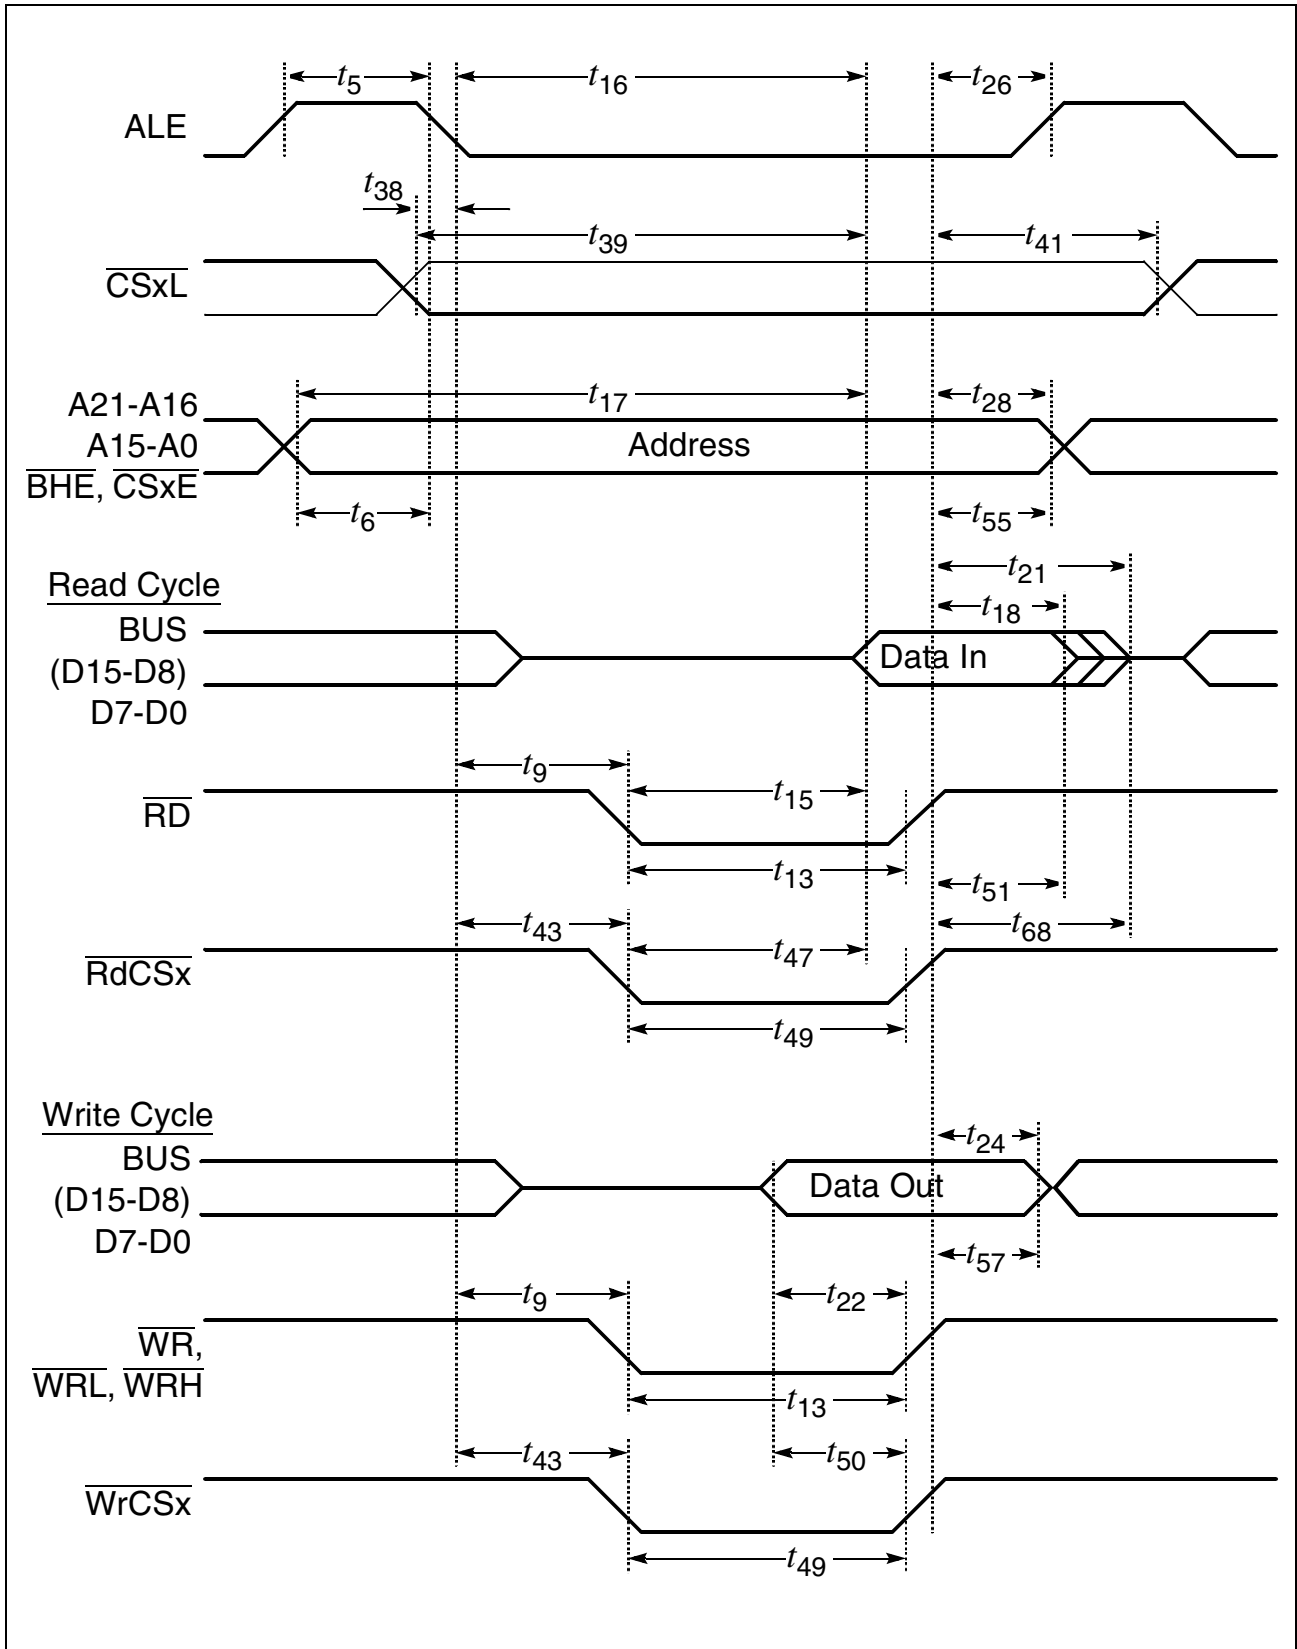 t5
t16
t26
ALE
t38
t39
t41
CSxL
t17
t28
A21-A16
A15-A0
Address
BHE, CSxE
t6
t55
t21
Read Cycle
t18
BUS
Data In
(D15-D8)
D7-D0
t9
t15
RD
t13
t51
t43
t68
t47
RdCSx
t49
Write Cycle
t24
BUS
Data Out
(D15-D8)
D7-D0
t57
t9
t22
WR,
WRL, WRH
t13
t43
t50
WrCSx
t49